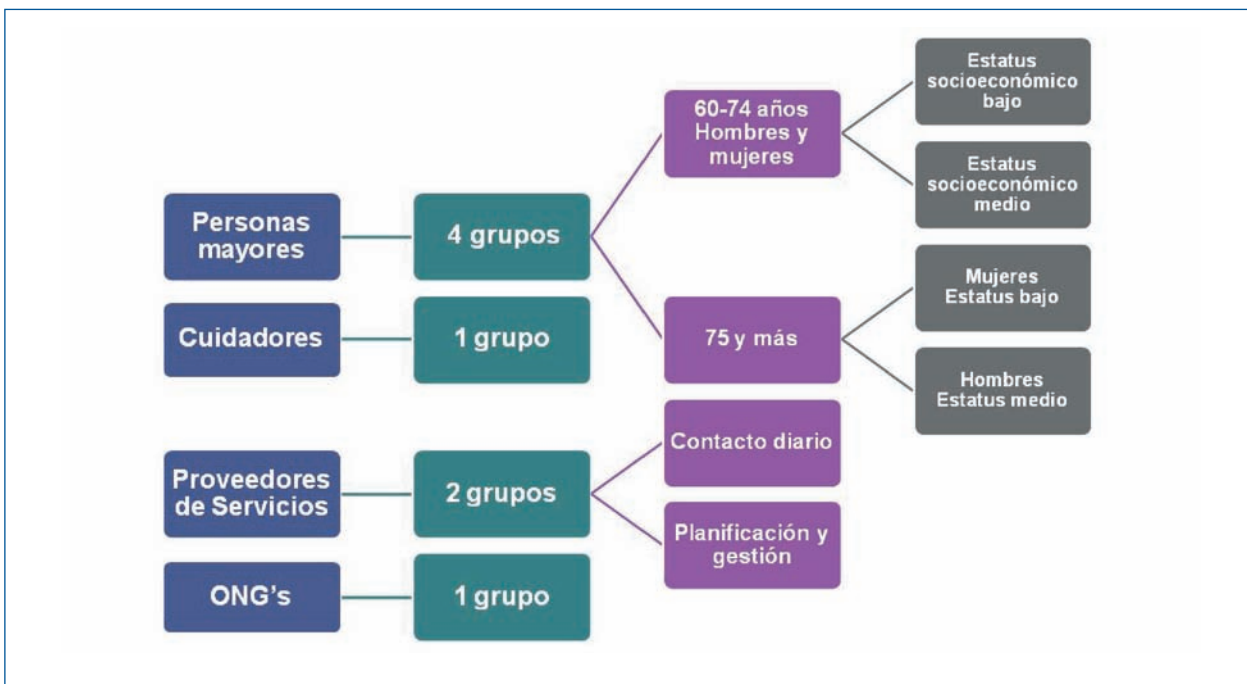 Personas
mayores
4 grupos
60-74 años
Hombres y
mujeres
Estatus
socioeconómico
bajo
Estatus
socioeconómico
medio
75 y más
Mujeres
Estatus bajo
Hombres
Estatus medio
Cuidadores
1 grupo
Proveedores
de Servicios
2 grupos
Contacto diario
Planificación y
gestión
ONG's
1 grupo